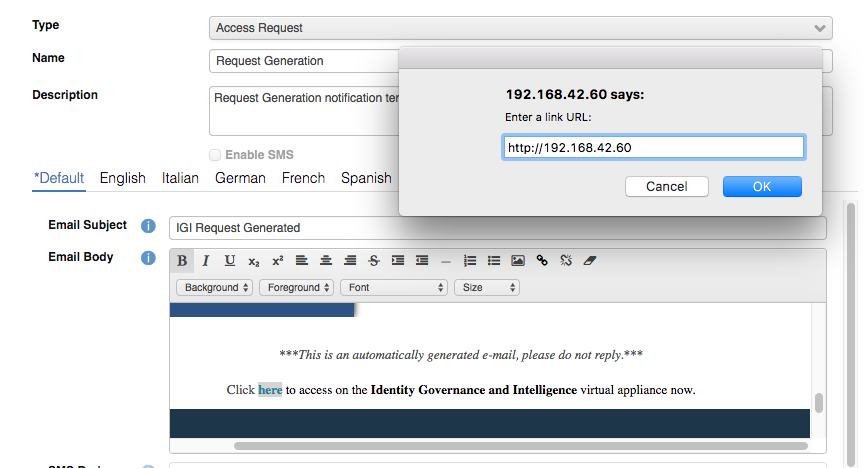 Type
Access Request
Name
Request Generation
Description
Request Generation notification ter
192.168.42.60 says:
Enter a link URL:
http://192.168.42.60
Cancel
OK
Enable SMS
*Default English Italian German French Spanish
Email Subject
IGI Request Generated
Email Body
B I U x₂ x² S
Background Foreground Font Size
***This is an automatically generated e-mail, please do not reply.***
Click here to access on the Identity Governance and Intelligence virtual appliance now.